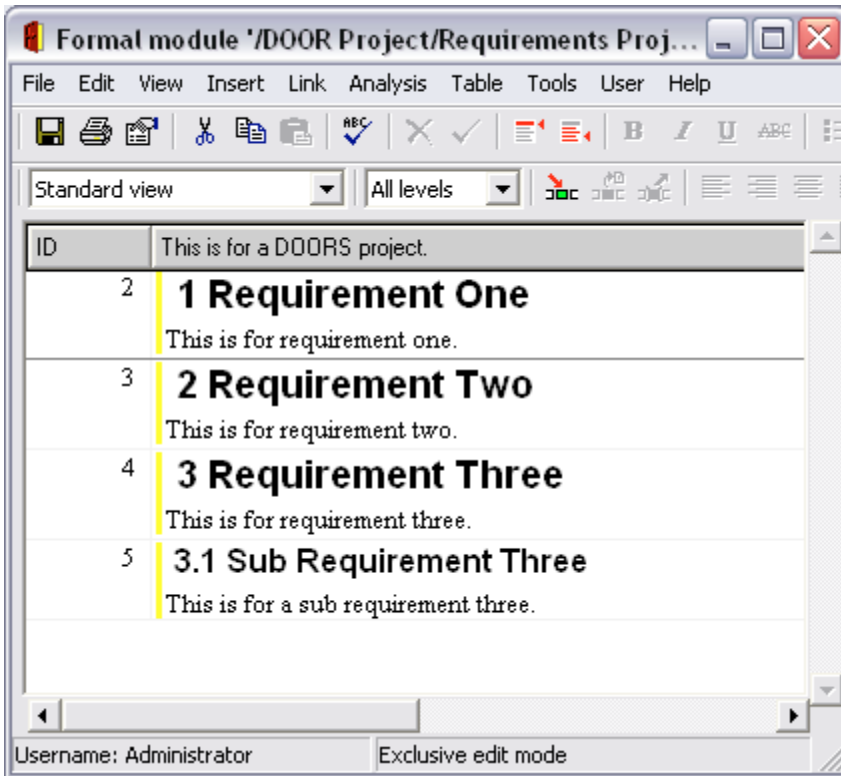 Formal module '/DOOR Project/Requirements Proj...
File Edit View Insert Link Analysis Table Tools User Help
ABC B I U ABC
Standard view All levels
ID This is for a DOORS project.
2 1 Requirement One
This is for requirement one.
3 2 Requirement Two
This is for requirement two.
4 3 Requirement Three
This is for requirement three.
5 3.1 Sub Requirement Three
This is for a sub requirement three.
Username: Administrator Exclusive edit mode